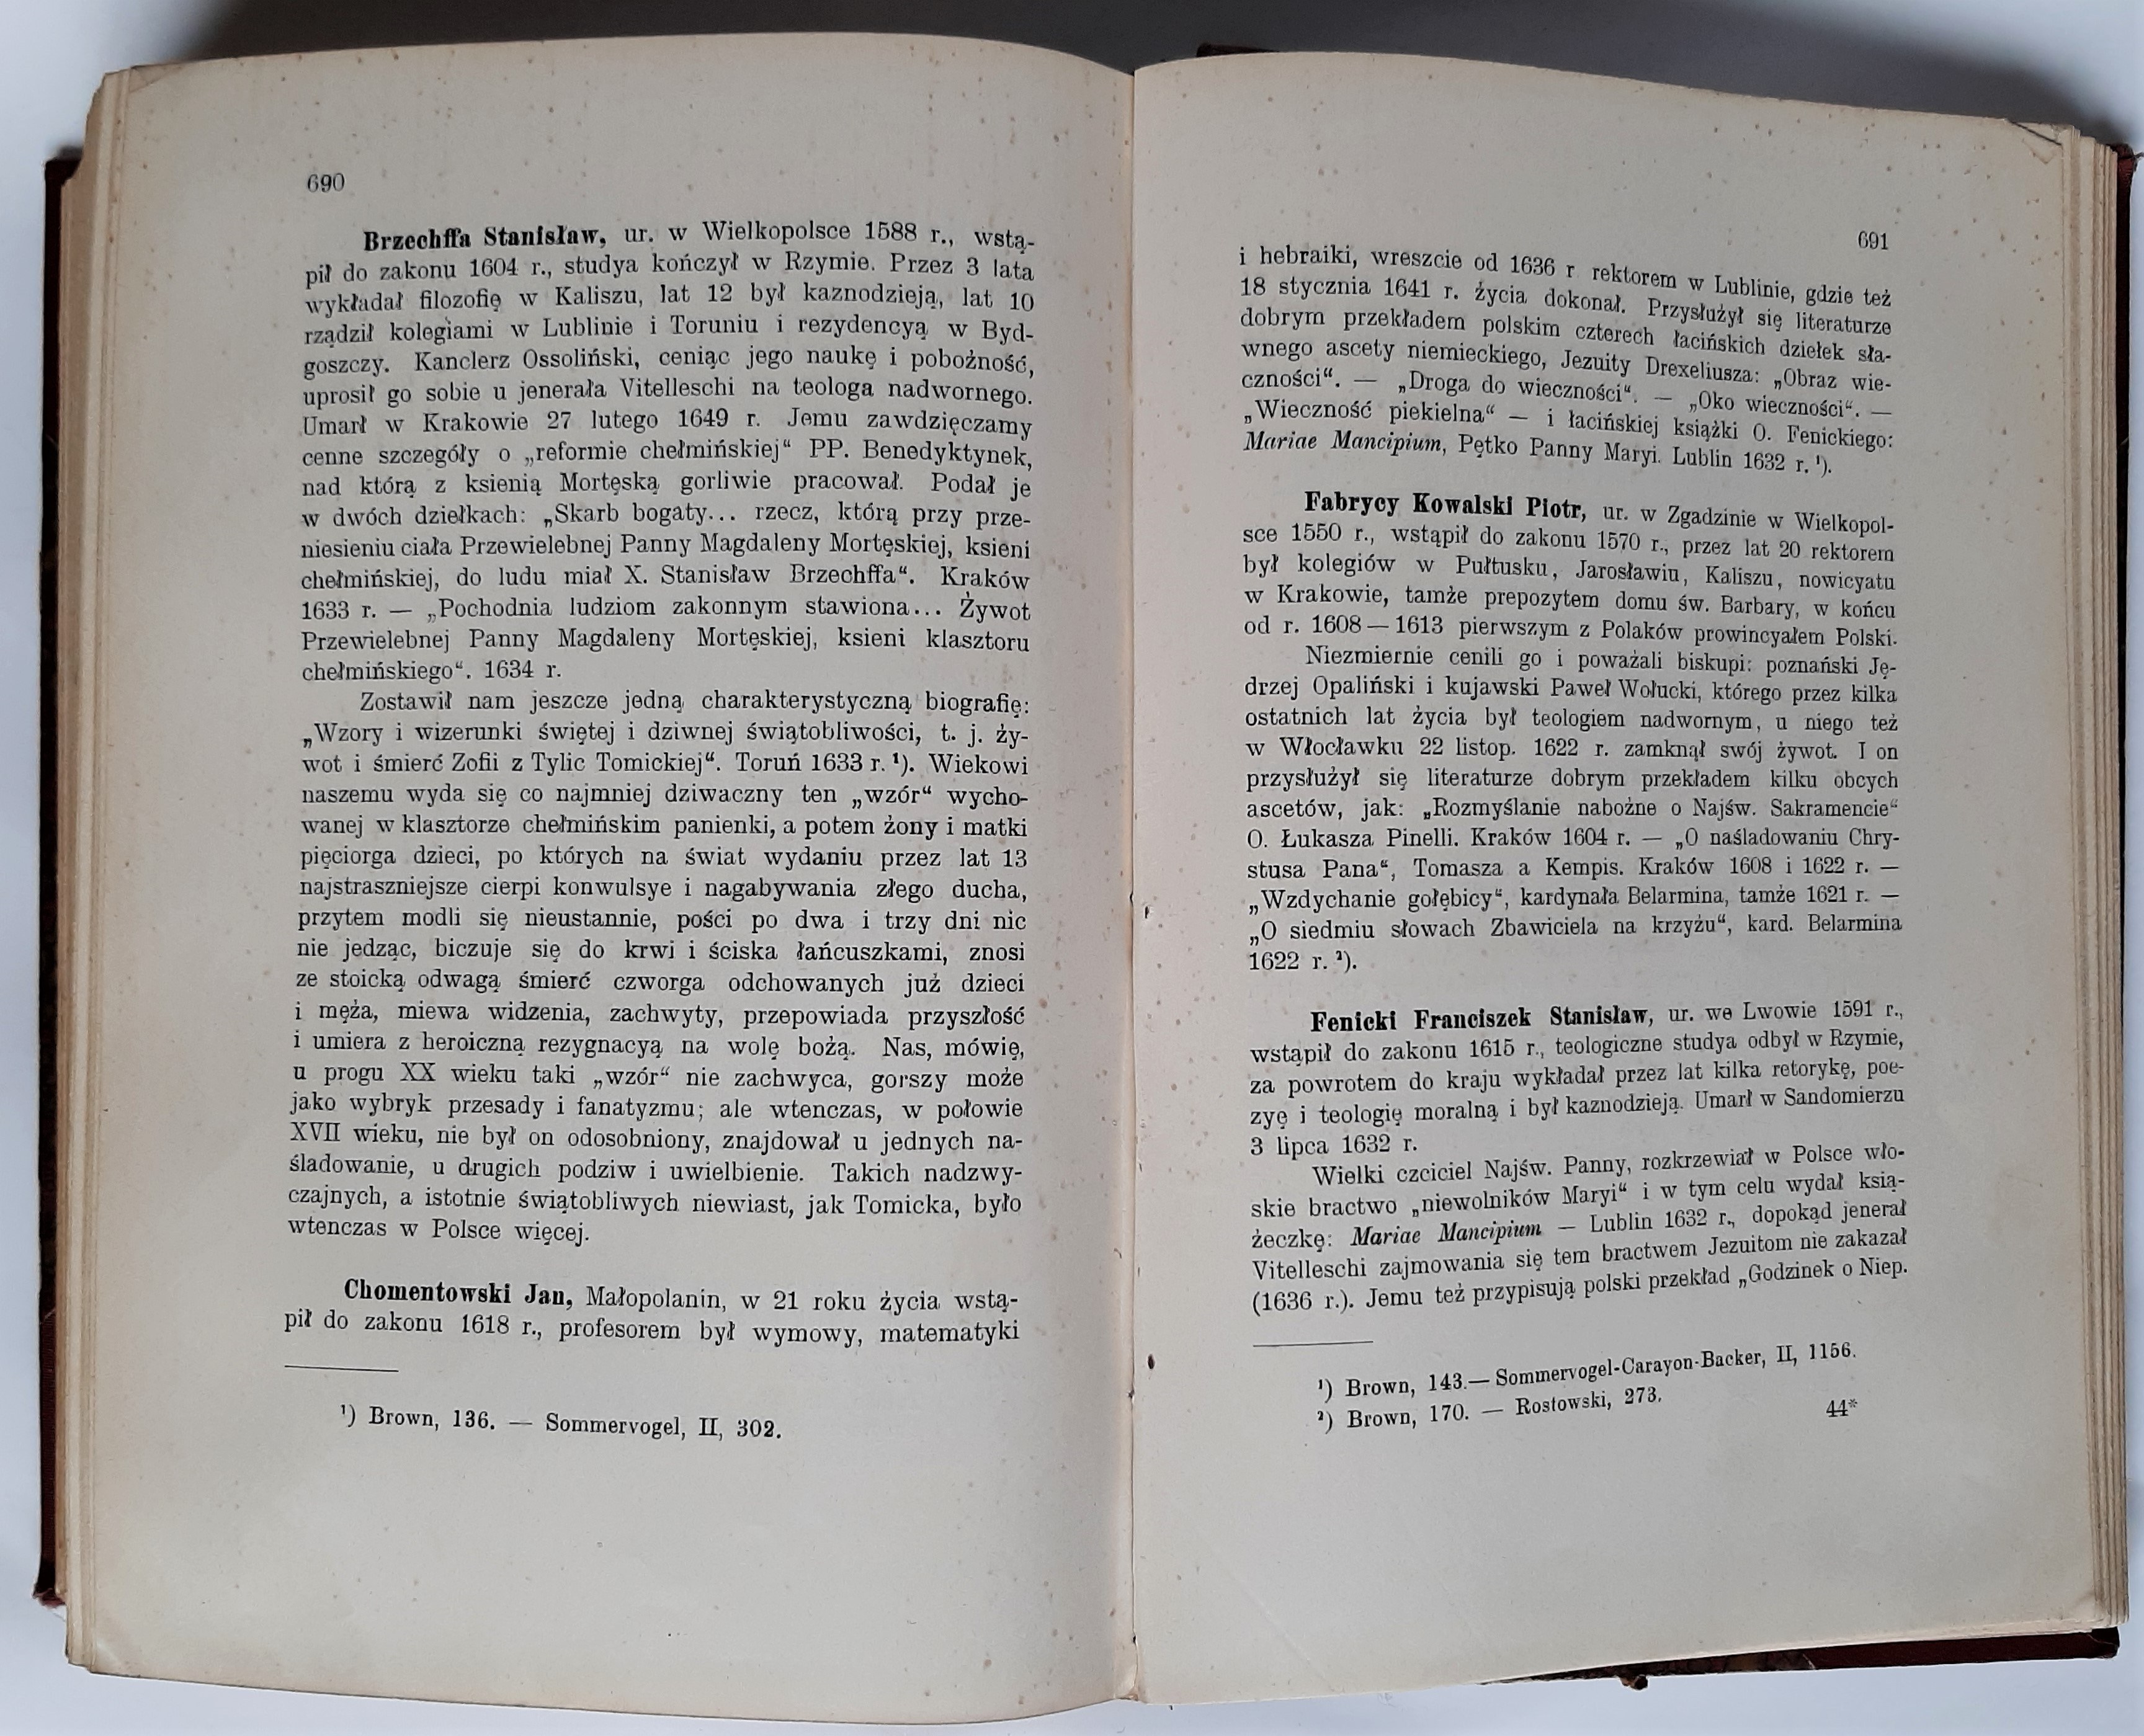 690
Brzechffa Stanisław, ur. w Wielkopolsce 1588 r., wstą-
pił do zakonu 1604 r., studya kończył w Rzymie. Przez 3 lata
wykładał filozofię w Kaliszu, lat 12 był kaznodzieją, lat 10
rządził kolegiami w Lublinie i Toruniu i rezydencyą w Byd-
goszczy. Kanclerz Ossoliński, ceniąc jego naukę i pobożność,
uprosił go sobie u jenerała Vitelleschi na teologa nadwornego.
Umarł w Krakowie 27 lutego 1649 r. Jemu zawdzięczamy
cenne szczegóły o „reformie chełmińskiej“ PP. Benedyktynek,
nad którą z ksienią Mortęską gorliwie pracował. Podał je
w dwóch dziełkach: „Skarb bogaty... rzecz, którą przy prze-
niesieniu ciała Przewielebnej Panny Magdaleny Mortęskiej, ksieni
chełmińskiej, do ludu miał X. Stanisław Brzechffa“. Kraków
1633 r. — „Pochodnia ludziom zakonnym stawiona... Żywot
Przewielebnej Panny Magdaleny Mortęskiej, ksieni klasztoru
chełmińskiego“. 1634 r.
Zostawił nam jeszcze jedną charakterystyczną biografię:
„Wzory i wizerunki świętej i dziwnej świątobliwości, t. j. ży-
wot i śmierć Zofii z Tylic Tomickiej“. Toruń 1633 r. ¹). Wiekowi
naszemu wyda się co najmniej dziwaczny ten „wzór“ wycho-
wanej w klasztorze chełmińskim panienki, a potem żony i matki
pięciorga dzieci, po których na świat wydaniu przez lat 13
najstraszniejsze cierpi konwulsye i nagabywania złego ducha,
przytem modli się nieustannie, pości po dwa i trzy dni nic
nie jedząc, biczuje się do krwi i ściska łańcuszkami, znosi
ze stoicką odwagą śmierć czworga odchowanych już dzieci
i męża, miewa widzenia, zachwyty, przepowiada przyszłość
i umiera z heroiczną rezygnacyą na wolę bożą. Nas, mówię,
u progu XX wieku taki „wzór“ nie zachwyca, gorszy może
jako wybryk przesady i fanatyzmu; ale wtenczas, w połowie
XVII wieku, nie był on odosobniony, znajdował u jednych na-
śladowanie, u drugich podziw i uwielbienie. Takich nadzwy-
czajnych, a istotnie świątobliwych niewiast, jak Tomicka, było
wtenczas w Polsce więcej.
Chomentowski Jan, Małopolanin, w 21 roku życia wstą-
pił do zakonu 1618 r., profesorem był wymowy, matematyki
¹) Brown, 136. — Sommervogel, II, 302.
691
i hebraiki, wreszcie od 1636 r rektorem w Lublinie, gdzie też
18 stycznia 1641 r. życia dokonał. Przysłużył się literaturze
dobrym przekładem polskim czterech łacińskich dziełek sła-
wnego ascety niemieckiego, Jezuity Drexeliusza: „Obraz wie-
czności“. — „Droga do wieczności“. — „Oko wieczności“. —
„Wieczność piekielna“ — i łacińskiej książki O. Fenickiego:
Mariae Mancipium, Pętko Panny Maryi. Lublin 1632 r. ¹).
Fabrycy Kowalski Piotr, ur. w Zgadzinie w Wielkopol-
sce 1550 r., wstąpił do zakonu 1570 r., przez lat 20 rektorem
był kolegiów w Pułtusku, Jarosławiu, Kaliszu, nowicyatu
w Krakowie, tamże prepozytem domu św. Barbary, w końcu
od r. 1608 — 1613 pierwszym z Polaków prowincyałem Polski.
Niezmiernie cenili go i poważali biskupi: poznański Ję-
drzej Opaliński i kujawski Paweł Wołucki, którego przez kilka
ostatnich lat życia był teologiem nadwornym, u niego też
w Włocławku 22 listop. 1622 r. zamknął swój żywot. I on
przysłużył się literaturze dobrym przekładem kilku obcych
ascetów, jak: „Rozmyślanie nabożne o Najśw. Sakramencie“
O. Łukasza Pinelli. Kraków 1604 r. — „O naśladowaniu Chry-
stusa Pana“, Tomasza a Kempis. Kraków 1608 i 1622 r. —
„Wzdychanie gołębicy“, kardynała Belarmina, tamże 1621 r. —
„O siedmiu słowach Zbawiciela na krzyżu“, kard. Belarmina
1622 r. ²).
Fenicki Franciszek Stanisław, ur. we Lwowie 1591 r.,
wstąpił do zakonu 1615 r., teologiczne studya odbył w Rzymie,
za powrotem do kraju wykładał przez lat kilka retorykę, poe-
zyę i teologię moralną i był kaznodzieją. Umarł w Sandomierzu
3 lipca 1632 r.
Wielki czciciel Najśw. Panny, rozkrzewiał w Polsce wło-
skie bractwo „niewolników Maryi“ i w tym celu wydał ksią-
żeczkę: Mariae Mancipium — Lublin 1632 r., dopokąd jenerał
Vitelleschi zajmowania się tem bractwem Jezuitom nie zakazał
(1636 r.). Jemu też przypisują polski przekład „Godzinek o Niep.
¹) Brown, 143.— Sommervogel-Carayon-Backer, II, 1156.
²) Brown, 170. — Rostowski, 273.
44*